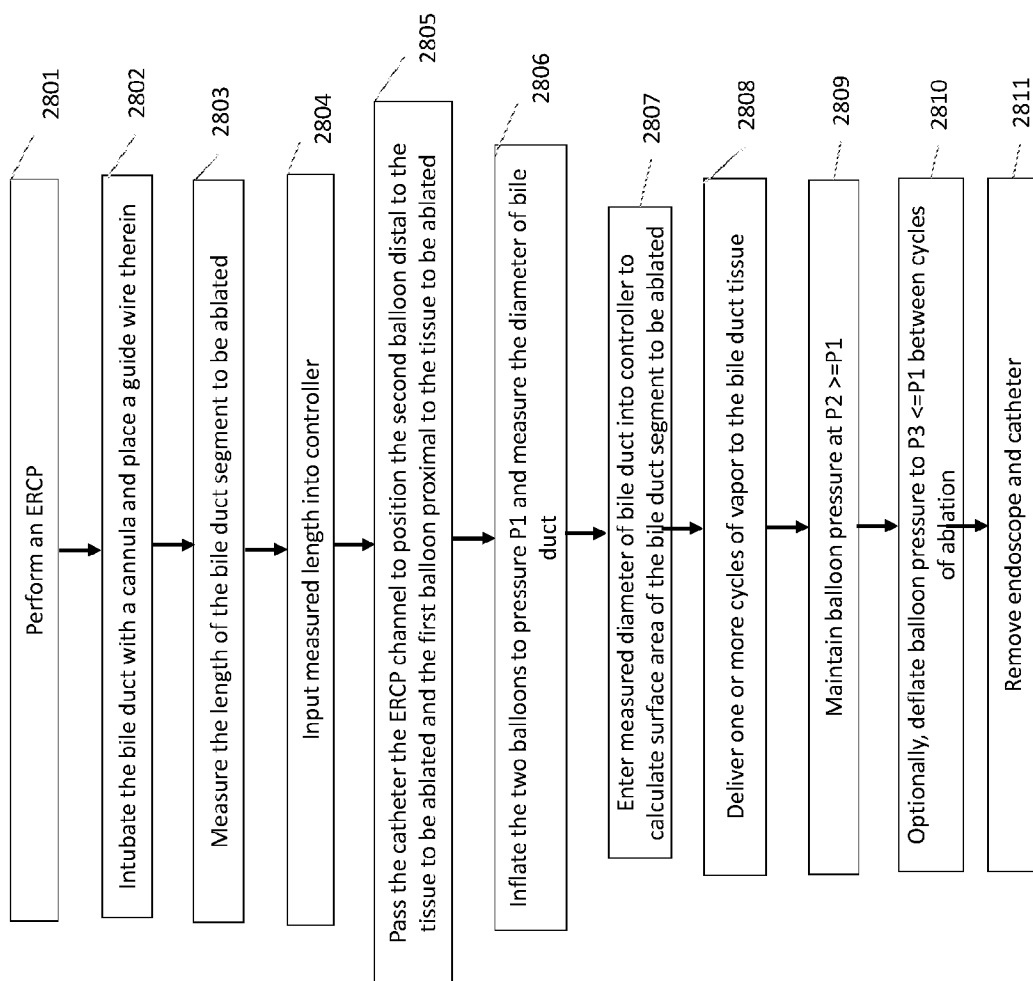 2801
Perform an ERCP
2802
Intubate the bile duct with a cannula and place a guide wire therein
2803
Measure the length of the bile duct segment to be ablated
2804
Input measured length into controller
2805
Pass the catheter the ERCP channel to position the second balloon distal to the
tissue to be ablated and the first balloon proximal to the tissue to be ablated
2806
Inflate the two balloons to pressure P1 and measure the diameter of bile
duct
2807
Enter measured diameter of bile duct into controller to
calculate surface area of the bile duct segment to be ablated
2808
Deliver one or more cycles of vapor to the bile duct tissue
2809
Maintain balloon pressure at P2 >=P1
2810
Optionally, deflate balloon pressure to P3 <=P1 between cycles
of ablation
2811
Remove endoscope and catheter